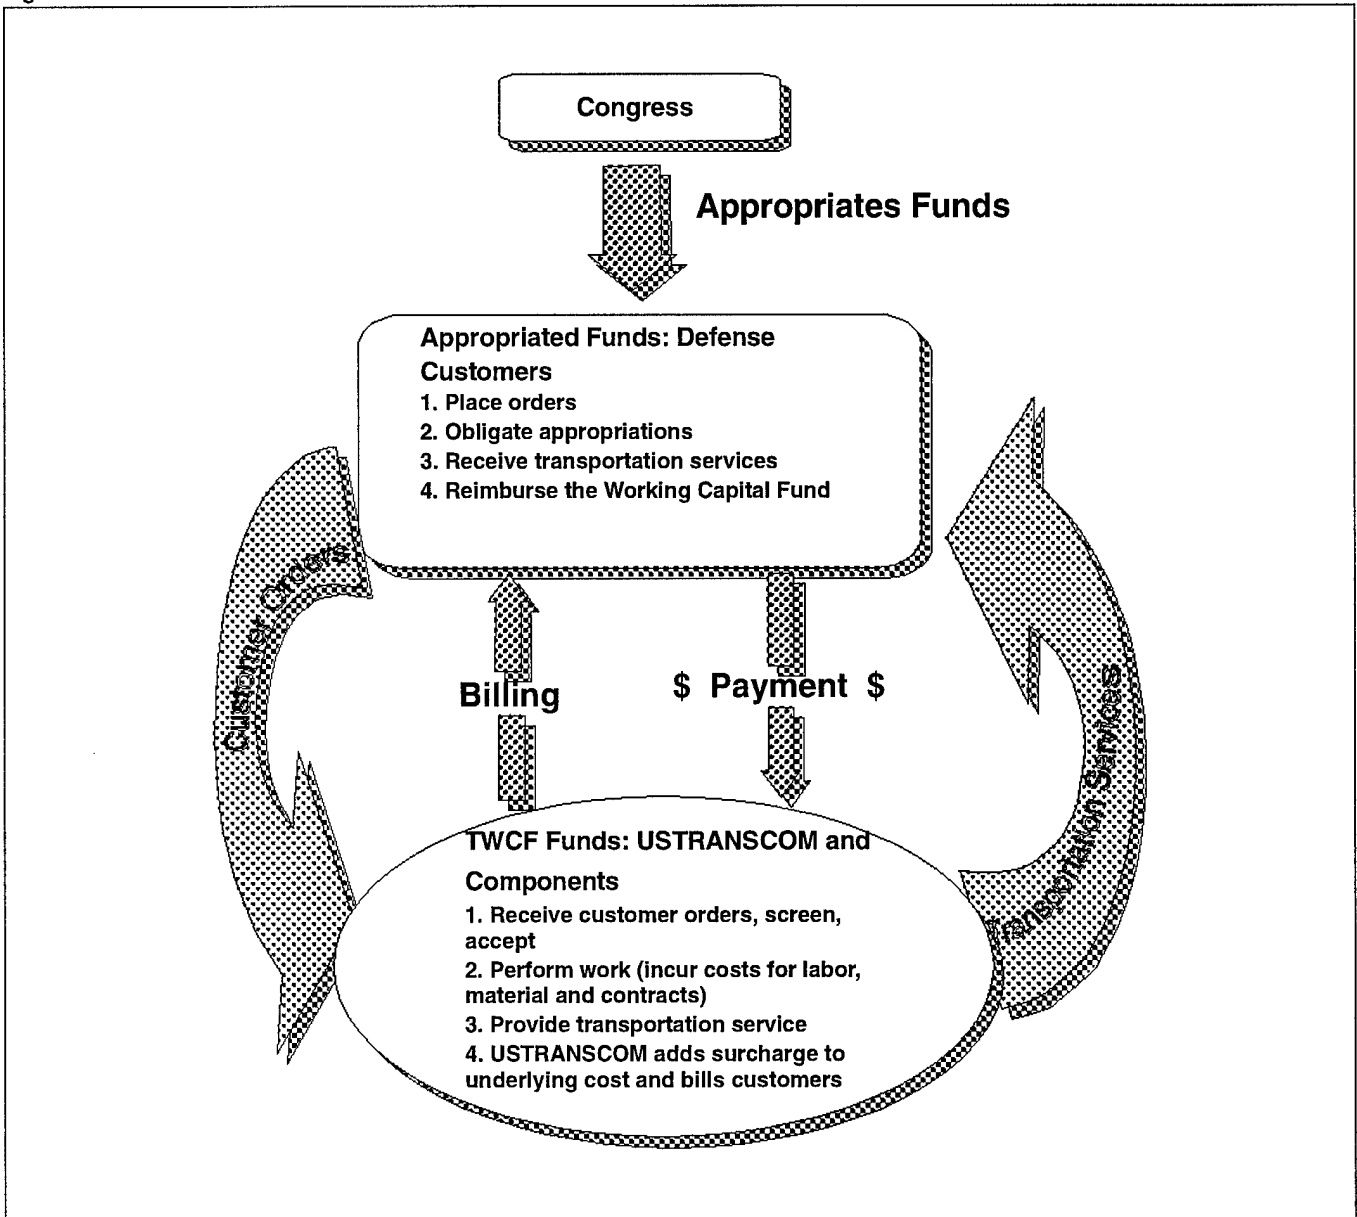 Congress
Appropriates Funds
Appropriated Funds: Defense
Customers
1. Place orders
2. Obligate appropriations
3. Receive transportation services
4. Reimburse the Working Capital Fund
Customer Orders
Billing
$ Payment $
Transportation Services
TWCF Funds: USTRANSCOM and
Components
1. Receive customer orders, screen,
accept
2. Perform work (incur costs for labor,
material and contracts)
3. Provide transportation service
4. USTRANSCOM adds surcharge to
underlying cost and bills customers